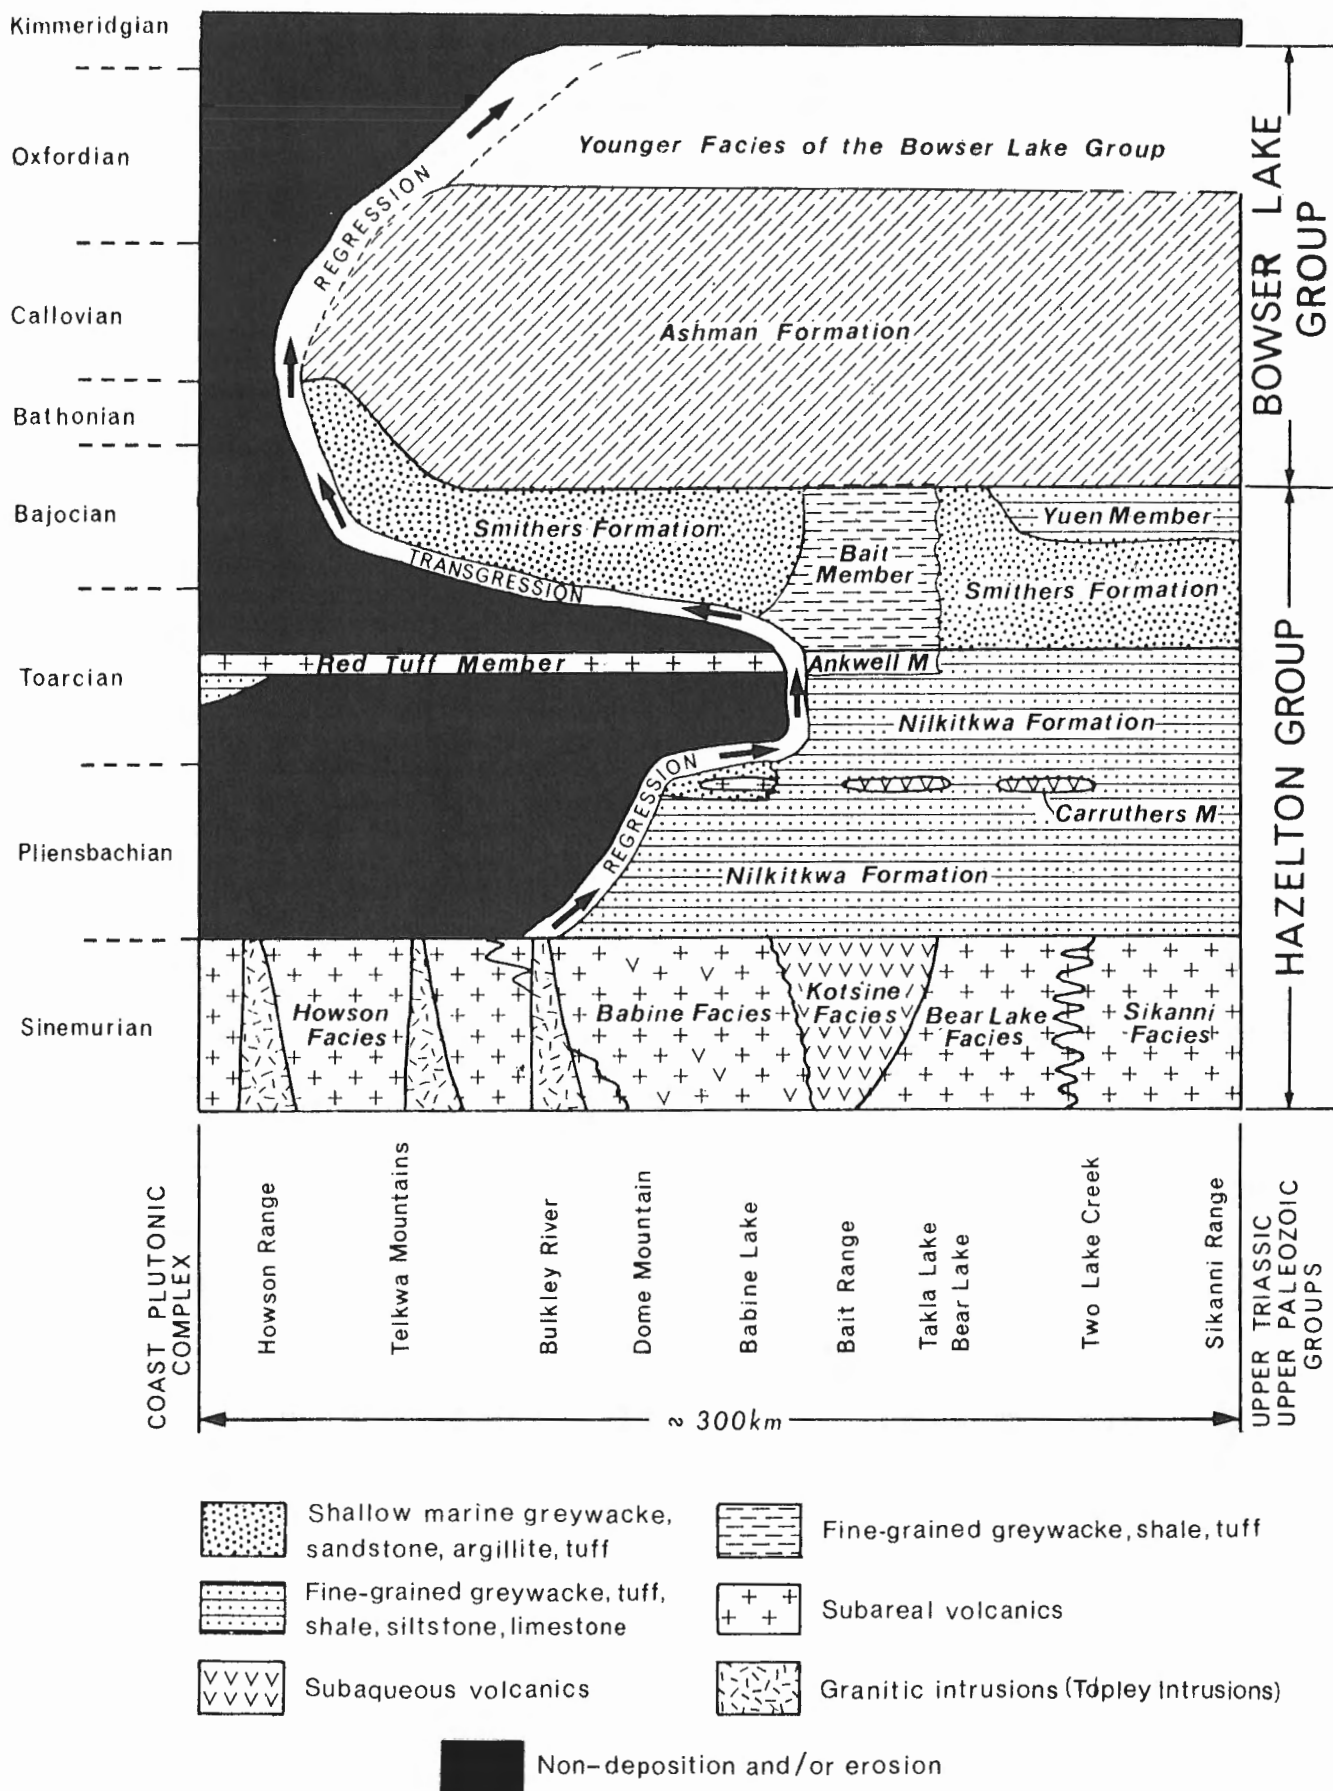 Kimmeridgian
Oxfordian
Callovian
Bathonian
Bajocian
Toarcian
Pliensbachian
Sinemurian
Younger Facies of the Bowser Lake Group
REGRESSION
Ashman Formation
Smithers Formation
TRANSGRESSION
Bait
Member
Yuen Member
Smithers Formation
Red Tuff Member
Ankwell M
Nilkitkwa Formation
REGRESSION
Carruthers M
Nilkitkwa Formation
Howson
Facies
Babine Facies
Kotsine
Facies
Bear Lake
Facies
Sikanni
Facies
BOWSER LAKE
GROUP
HAZELTON GROUP
COAST PLUTONIC
COMPLEX
Howson Range
Telkwa Mountains
Bulkley River
Dome Mountain
Babine Lake
Bait Range
Takla Lake
Bear Lake
Two Lake Creek
Sikanni Range
UPPER TRIASSIC
UPPER PALEOZOIC
GROUPS
≈ 300km
Shallow marine greywacke,
sandstone, argillite, tuff
Fine-grained greywacke, tuff,
shale, siltstone, limestone
Subaqueous volcanics
Fine-grained greywacke, shale, tuff
Subareal volcanics
Granitic intrusions (Topley Intrusions)
Non-deposition and/or erosion